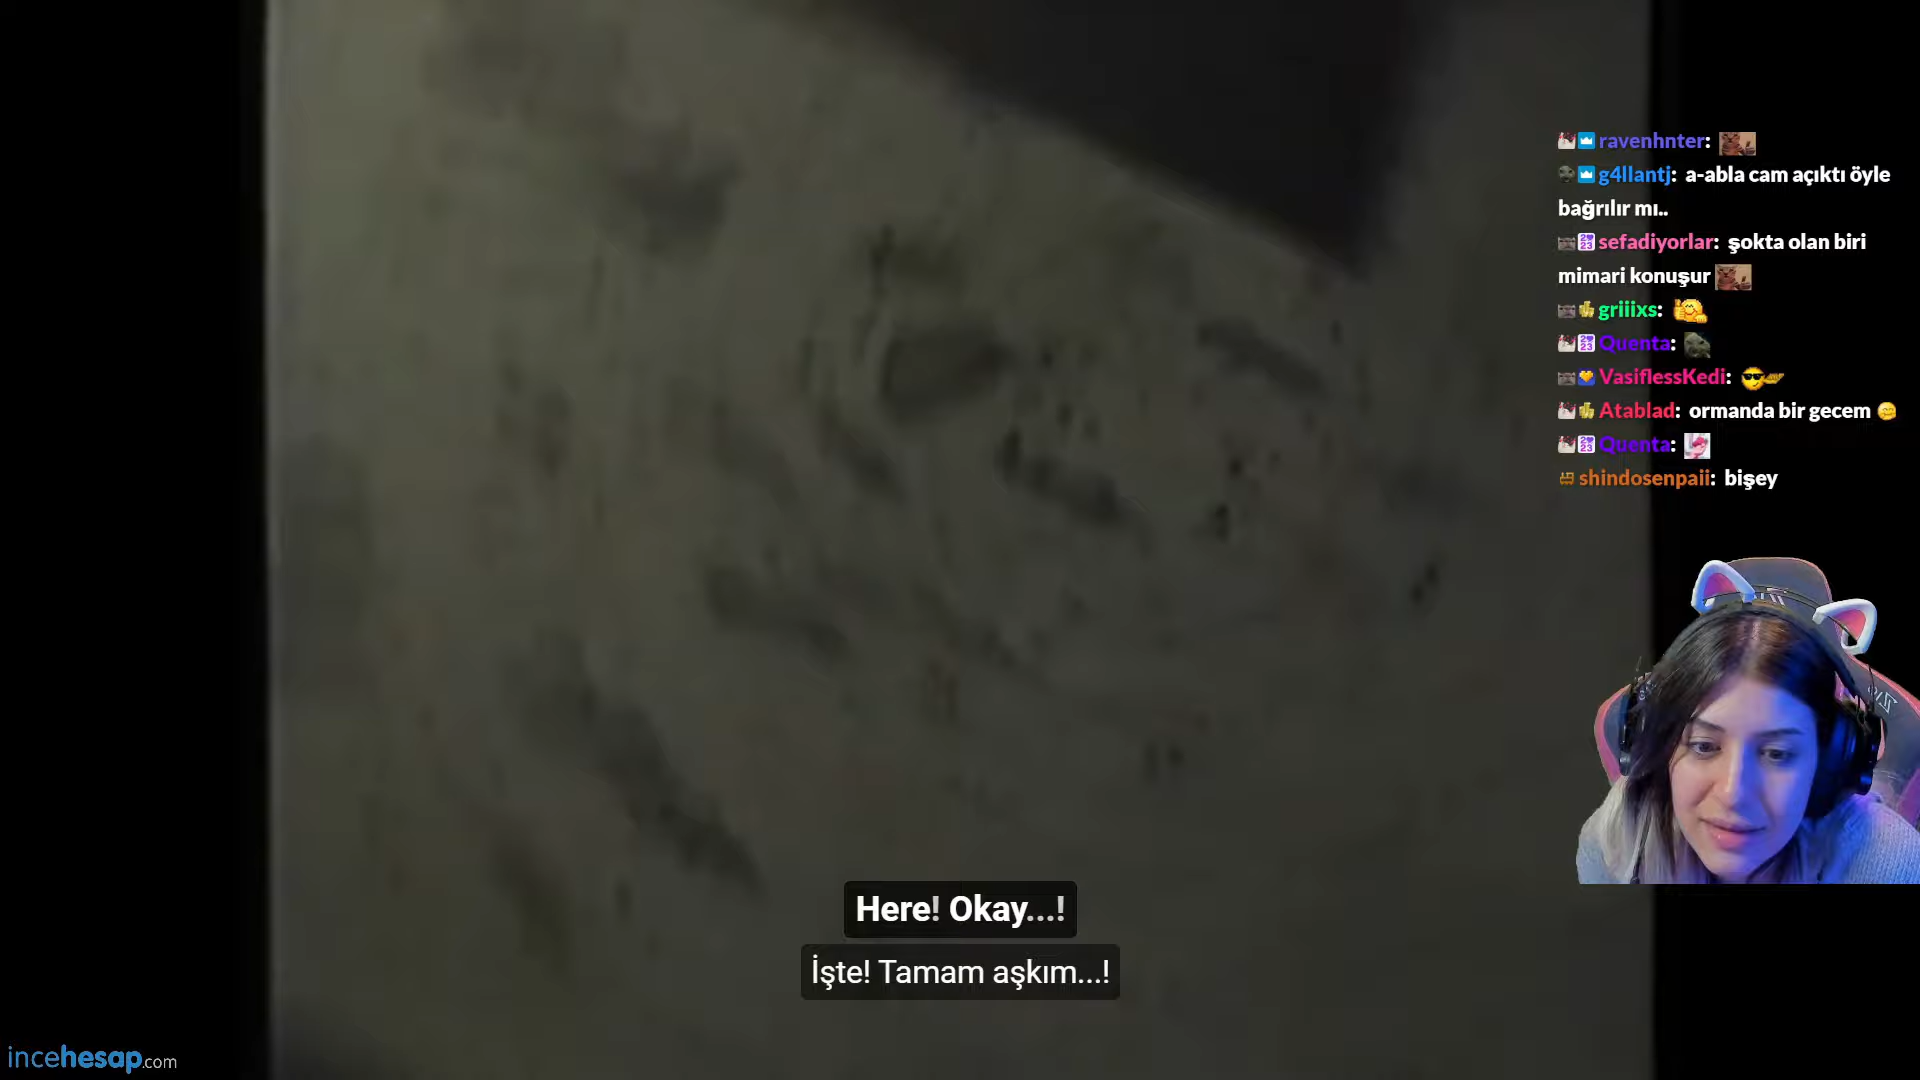 ravenhnter:
g4llantj: a-abla cam açıktı öyle
bağrılır mı..
sefadiyorlar: şokta olan biri
mimari konuşur
griiixs:
Quenta:
VasiflessKedi:
Atablad: ormanda bir gecem
Quenta:
shindosenpaii: bişey
Here! Okay...!
İşte! Tamam aşkım...!
incehesap.com